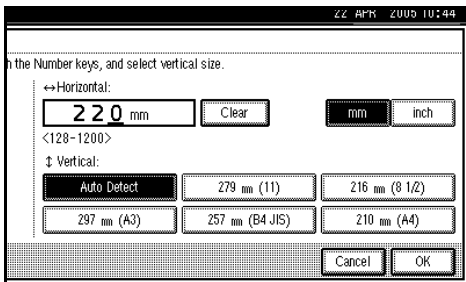 22 APR 2005 10:44
h the Number keys, and select vertical size.
↔Horizontal:
220 mm Clear mm inch
<128-1200>
↕ Vertical:
Auto Detect 279 mm (11) 216 mm (8 1/2)
297 mm (A3) 257 mm (B4 JIS) 210 mm (A4)
Cancel OK